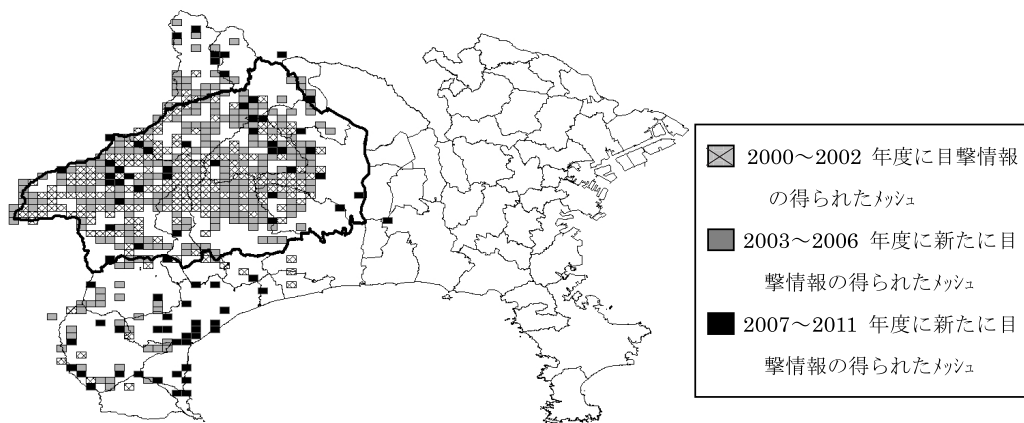 2000～2002 年度に目撃情報
の得られたﾒｯｼｭ
2003～2006 年度に新たに目
撃情報の得られたﾒｯｼｭ
2007～2011 年度に新たに目
撃情報の得られたﾒｯｼｭ